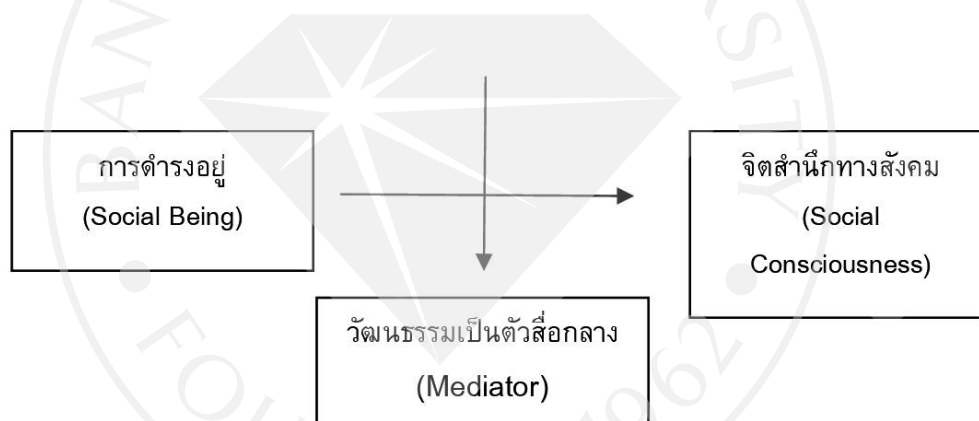 การดำรงอยู่
(Social Being)
จิตสำนึกทางสังคม
(Social
Consciousness)
วัฒนธรรมเป็นตัวสื่อกลาง
(Mediator)